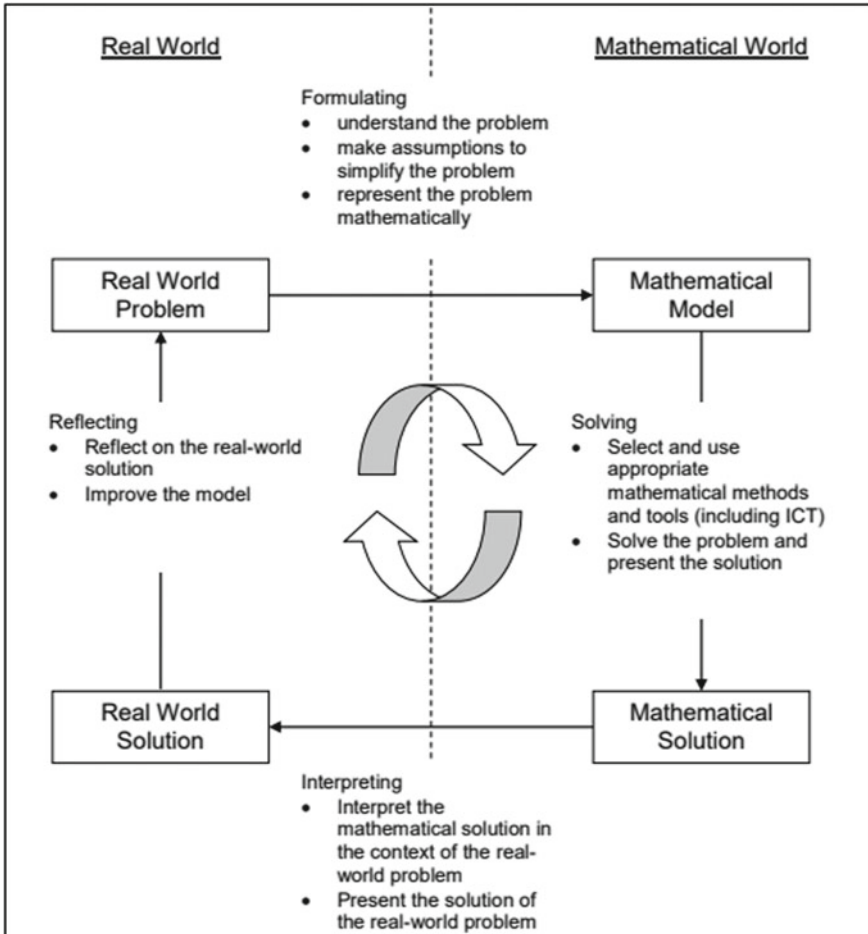 Real World
Mathematical World
Formulating
• understand the problem
• make assumptions to
simplify the problem
• represent the problem
mathematically
Real World
Problem
Mathematical
Model
Reflecting
• Reflect on the real-world
solution
• Improve the model
Solving
• Select and use
appropriate
mathematical methods
and tools (including ICT)
• Solve the problem and
present the solution
Real World
Solution
Mathematical
Solution
Interpreting
• Interpret the
mathematical solution in
the context of the real-
world problem
• Present the solution of
the real-world problem